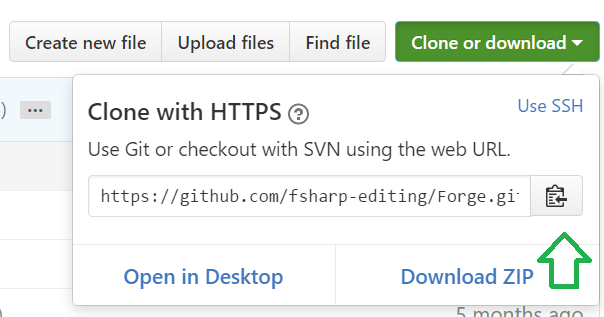 Create new file Upload files Find file Clone or download
) ...
Clone with HTTPS ? Use SSH
Use Git or checkout with SVN using the web URL.
https://github.com/fsharp-editing/Forge.git
Open in Desktop Download ZIP
5 months ago